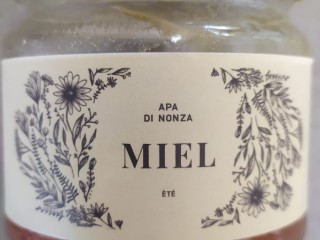 APA
DI NONZA
MIEL
ÉTÉ